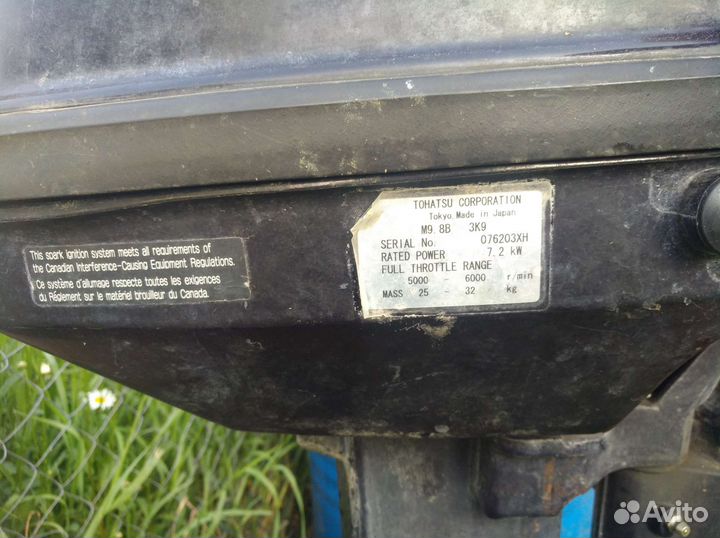 This spark ignition system meets all requirements of
the Canadian Interference-Causing Equipment Regulations.
Ce système d'allumage respecte toutes les exigences
du Réglement sur le matériel brouilleur du Canada.
TOHATSU CORPORATION
Tokyo. Made in Japan
M9.8B 3K9
SERIAL No. 076203XH
RATED POWER 7.2 kW
FULL THROTTLE RANGE
5000 - 6000 r/min
MASS 25 - 32 kg
Avito